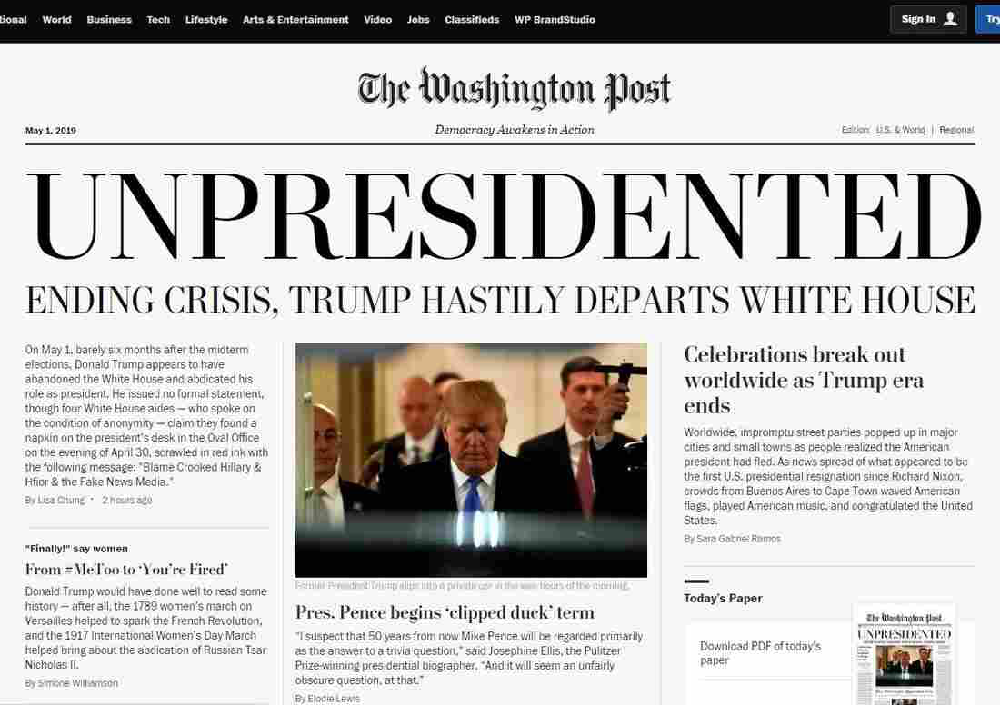 tional World Business Tech Lifestyle Arts & Entertainment Video Jobs Classifieds WP BrandStudio
Sign In
Try
The Washington Post
May 1, 2019
Democracy Awakens in Action
Edition: U.S. & World | Regional
UNPRESIDENTED
ENDING CRISIS, TRUMP HASTILY DEPARTS WHITE HOUSE
On May 1, barely six months after the midterm
elections, Donald Trump appears to have
abandoned the White House and abdicated his
role as president. He issued no formal statement,
though four White House aides — who spoke on
the condition of anonymity — claim they found a
napkin on the president's desk in the Oval Office
on the evening of April 30, scrawled in red ink with
the following message: "Blame Crooked Hillary &
Hfior & the Fake News Media."
By Lisa Chung • 2 hours ago
"Finally!" say women
From #MeToo to ‘You’re Fired’
Donald Trump would have done well to read some
history — after all, the 1789 women's march on
Versailles helped to spark the French Revolution,
and the 1917 International Women's Day March
helped bring about the abdication of Russian Tsar
Nicholas II.
By Simone Williamson
Former President Trump slips into a private car in the wee hours of the morning.
Pres. Pence begins ‘clipped duck’ term
“I suspect that 50 years from now Mike Pence will be regarded primarily
as the answer to a trivia question,” said Josephine Ellis, the Pulitzer
Prize-winning presidential biographer, “And it will seem an unfairly
obscure question, at that.”
By Elodie Lewis
Celebrations break out
worldwide as Trump era
ends
Worldwide, impromptu street parties popped up in major
cities and small towns as people realized the American
president had fled. As news spread of what appeared to be
the first U.S. presidential resignation since Richard Nixon,
crowds from Buenos Aires to Cape Town waved American
flags, played American music, and congratulated the United
States.
By Sara Gabriel Ramos
Today's Paper
Download PDF of today's
paper
The Washington Post
UNPRESIDENTED